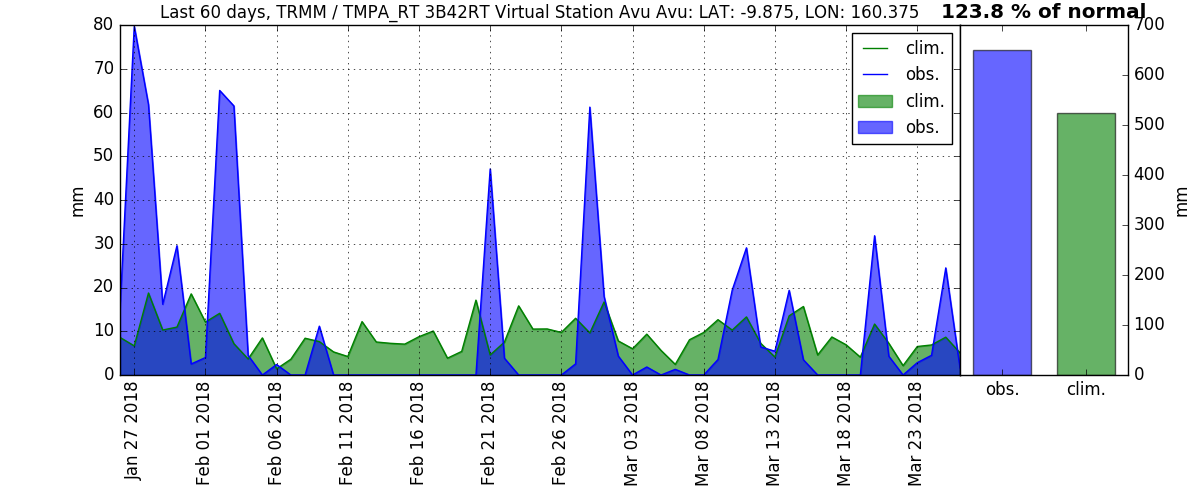 Last 60 days, TRMM / TMPA_RT 3B42RT Virtual Station Avu Avu: LAT: -9.875, LON: 160.375
123.8 % of normal
80
70
60
50
40
30
20
10
0
mm
clim.
obs.
clim.
obs.
700
600
500
400
300
200
100
0
mm
obs.
clim.
Jan 27 2018
Feb 01 2018
Feb 06 2018
Feb 11 2018
Feb 16 2018
Feb 21 2018
Feb 26 2018
Mar 03 2018
Mar 08 2018
Mar 13 2018
Mar 18 2018
Mar 23 2018